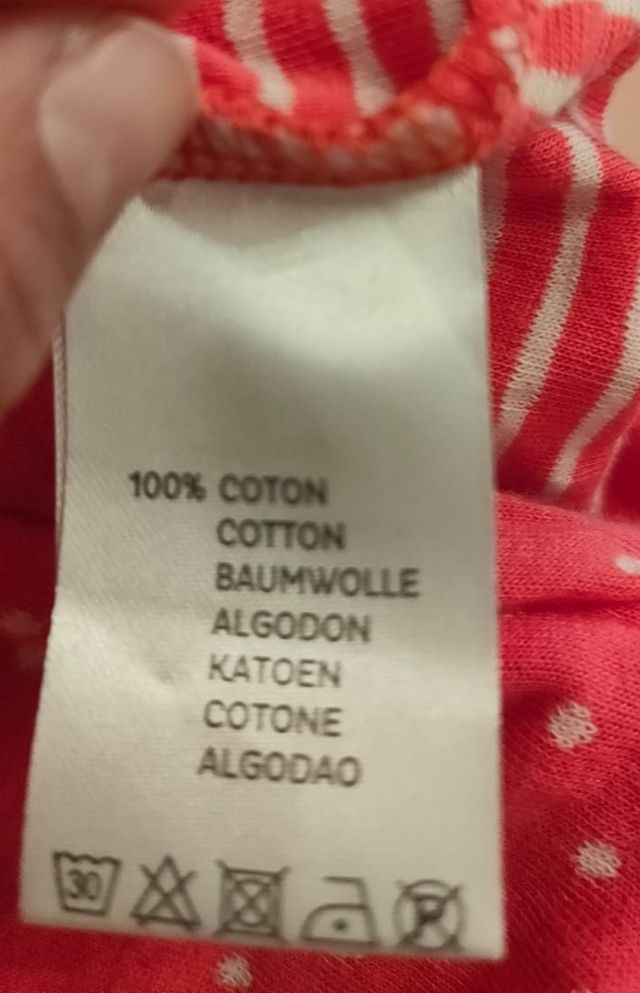 100% COTON
COTTON
BAUMWOLLE
ALGODON
KATOEN
COTONE
ALGODAO
30
P